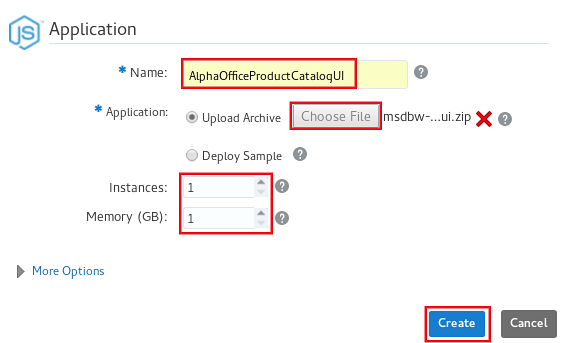 JS Application
* Name: AlphaOfficeProductCatalogUI ?
* Application: Upload Archive Choose File msdbw-...ui.zip ?
Deploy Sample ?
Instances: 1 ?
Memory (GB): 1 ?
More Options
Create Cancel